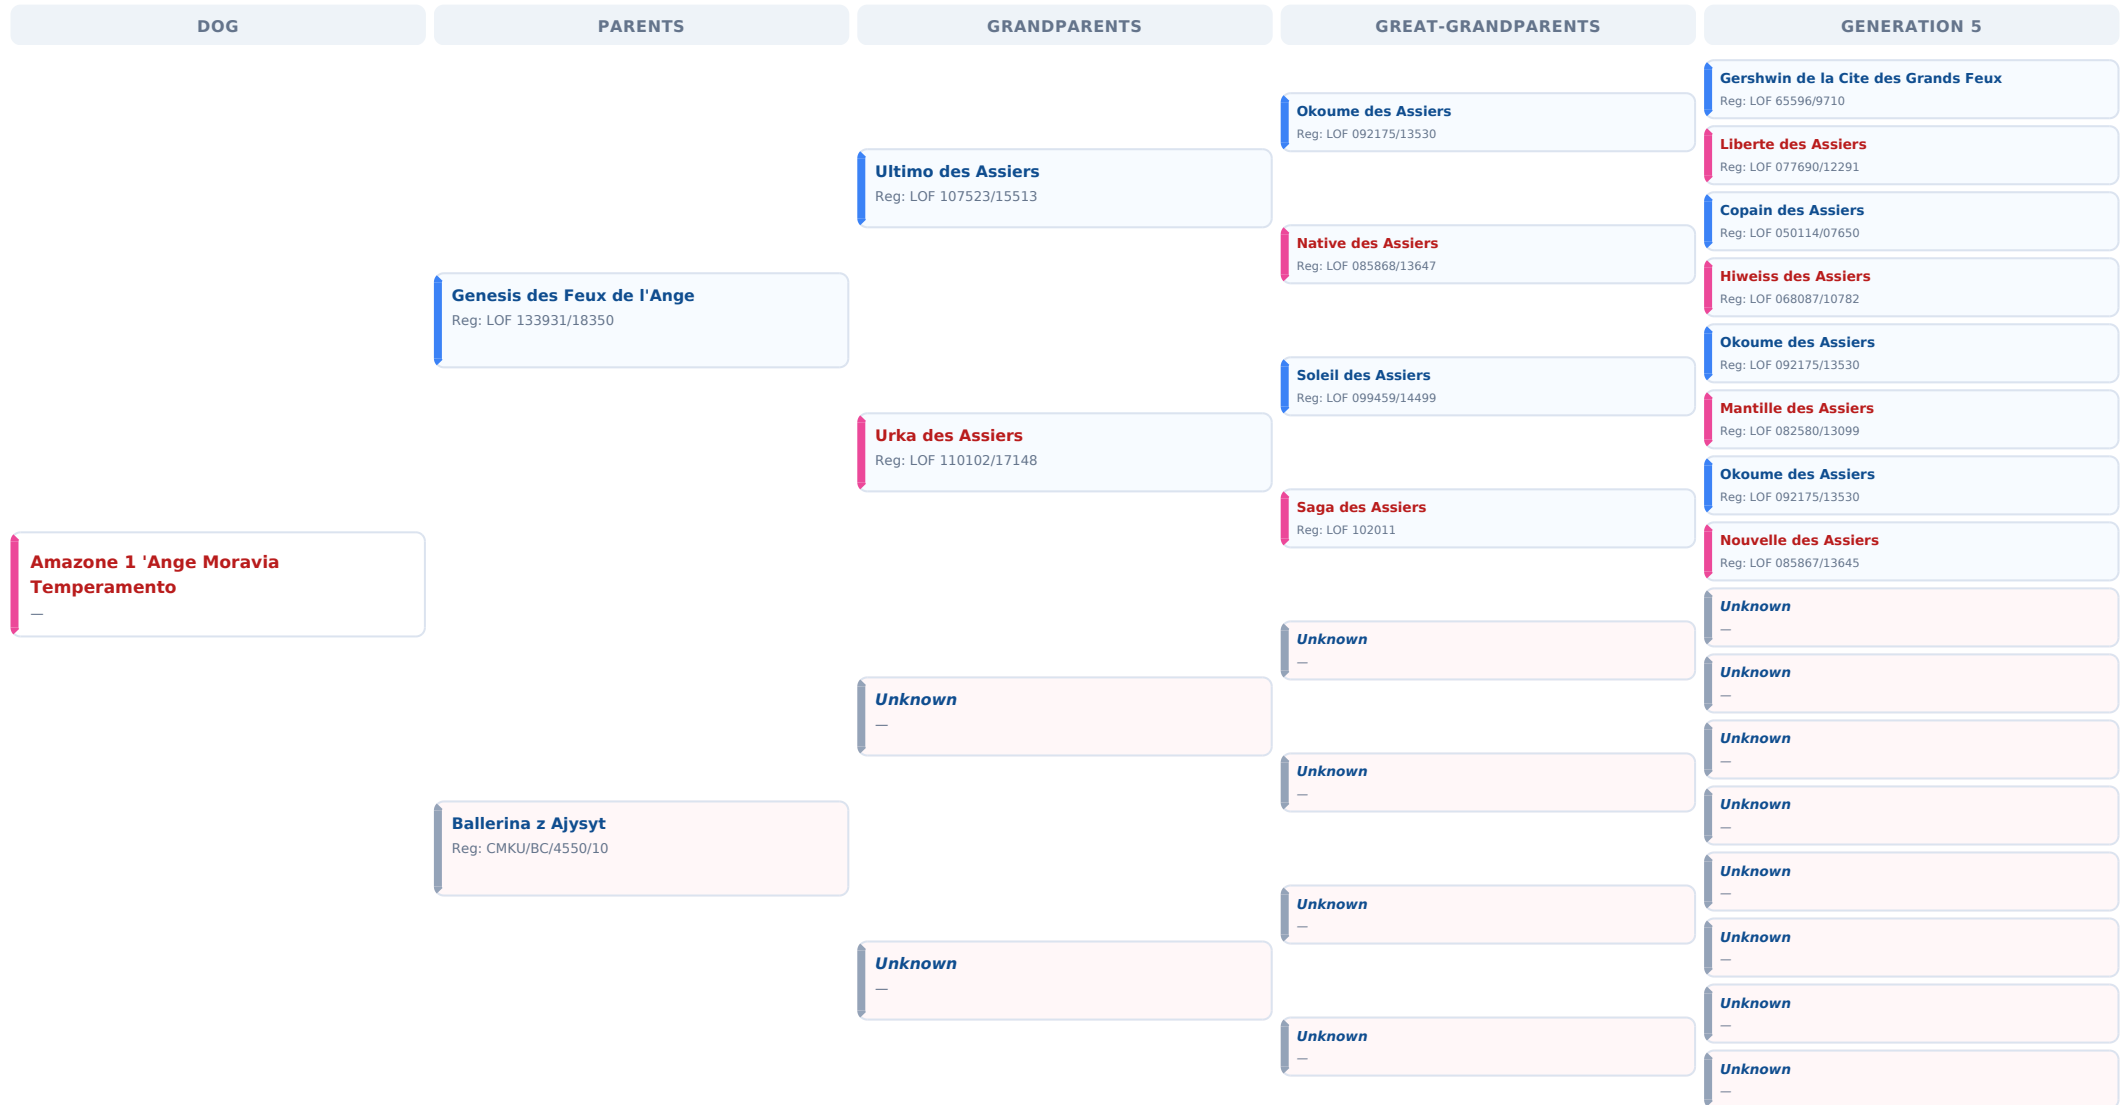 DOG
PARENTS
GRANDPARENTS
GREAT-GRANDPARENTS
GENERATION 5
Amazone 1 'Ange Moravia
Temperamento
—
Genesis des Feux de l'Ange
Reg: LOF 133931/18350
Ballerina z Ajysyt
Reg: CMKU/BC/4550/10
Ultimo des Assiers
Reg: LOF 107523/15513
Urka des Assiers
Reg: LOF 110102/17148
Unknown
—
Unknown
—
Okoume des Assiers
Reg: LOF 092175/13530
Native des Assiers
Reg: LOF 085868/13647
Soleil des Assiers
Reg: LOF 099459/14499
Saga des Assiers
Reg: LOF 102011
Unknown
—
Unknown
—
Unknown
—
Unknown
—
Gershwin de la Cite des Grands Feux
Reg: LOF 65596/9710
Liberte des Assiers
Reg: LOF 077690/12291
Copain des Assiers
Reg: LOF 050114/07650
Hiweiss des Assiers
Reg: LOF 068087/10782
Okoume des Assiers
Reg: LOF 092175/13530
Mantille des Assiers
Reg: LOF 082580/13099
Okoume des Assiers
Reg: LOF 092175/13530
Nouvelle des Assiers
Reg: LOF 085867/13645
Unknown
—
Unknown
—
Unknown
—
Unknown
—
Unknown
—
Unknown
—
Unknown
—
Unknown
—